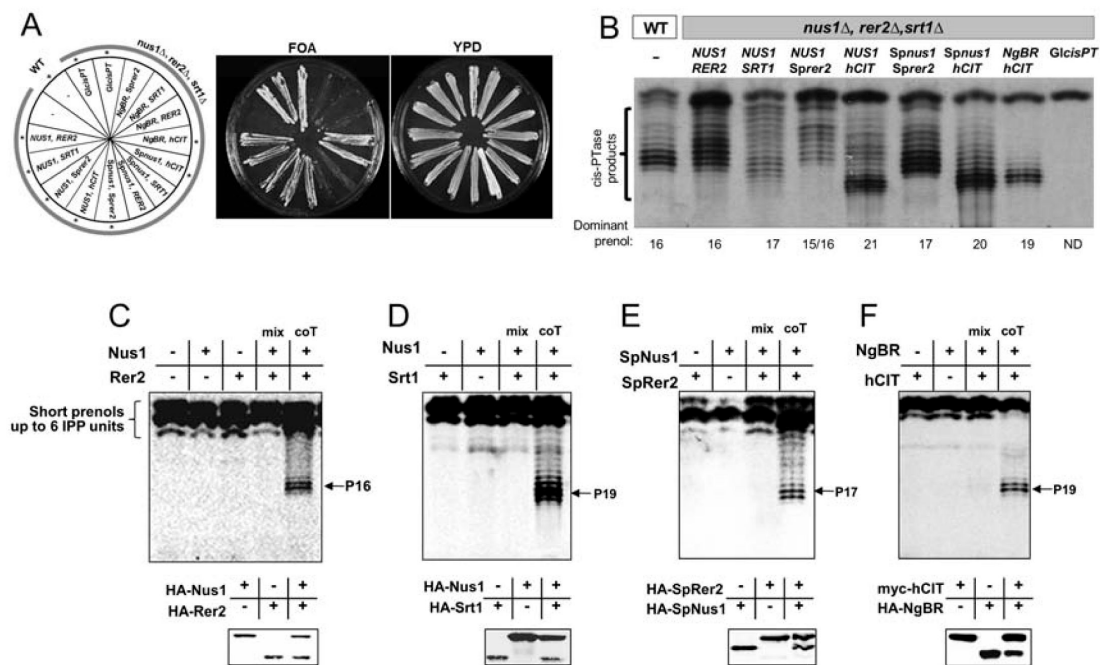 A
nus1Δ, rer2Δ, srt1Δ
WT
-
-
GlcisPT
GlcisPT
NgBR, Sprer2
NgBR, SRT1
NgBR, RER2
NgBR, hCIT
Spnus1, hCIT
Spnus1, SRT1
Spnus1, RER2
Spnus1, Sprer2
NUS1, hCIT
NUS1, Sprer2
NUS1, SRT1
NUS1, RER2
FOA YPD
B
WT nus1Δ, rer2Δ,srt1Δ
- NUS1 NUS1 NUS1 NUS1 Spnus1 Spnus1 NgBR GlcisPT
RER2 SRT1 Sprer2 hCIT Sprer2 hCIT hCIT
cis-PTase
products
Dominant
prenol: 16 16 17 15/16 21 17 20 19 ND
C
mix coT
Nus1 - + - + +
Rer2 - - + + +
Short prenols
up to 6 IPP units
P16
HA-Nus1 + - +
HA-Rer2 - + +
D
mix coT
Nus1 - + + +
Srt1 + - + +
P19
HA-Nus1 - + +
HA-Srt1 + - +
E
mix coT
SpNus1 - + + +
SpRer2 + - + +
P17
HA-SpRer2 - + +
HA-SpNus1 + - +
F
mix coT
NgBR - + + +
hCIT + - + +
P19
myc-hCIT + - +
HA-NgBR - + +